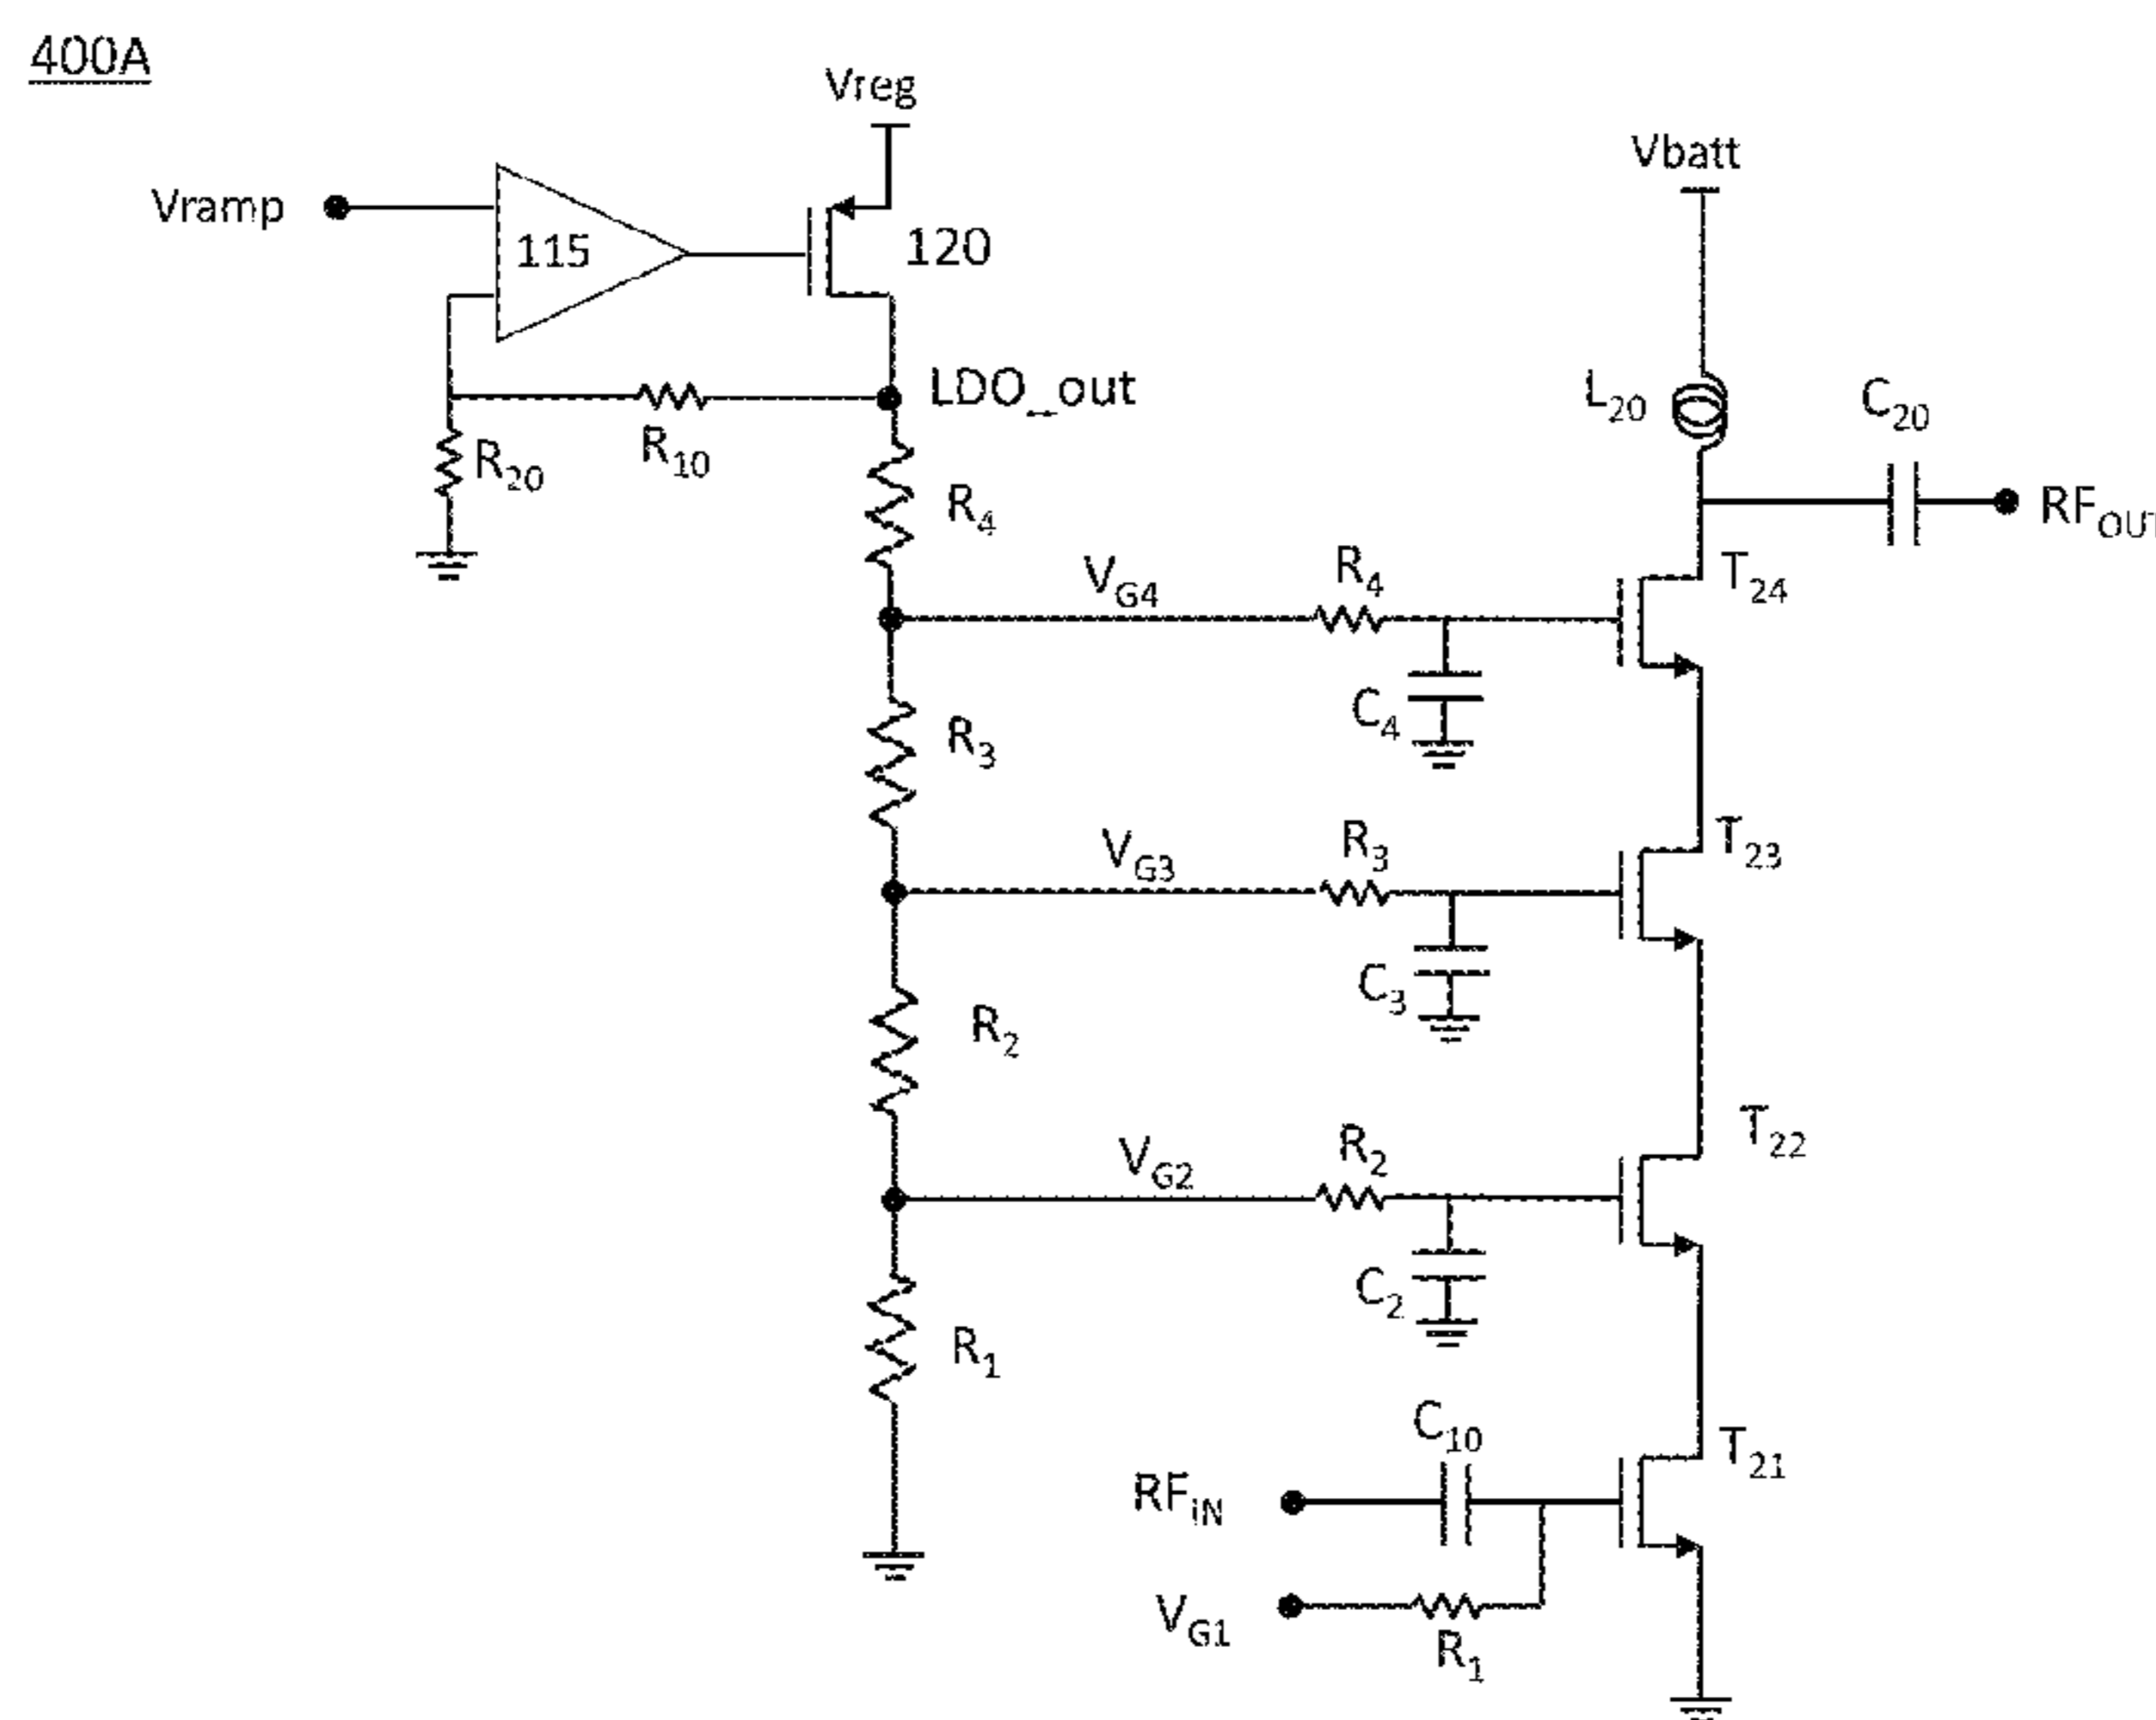 400A
Vreg
Vbatt
Vramp
115
120
LDO_out
L20
C20
R20
R10
R4
RFOUT
VG4
R4
T24
C4
R3
VG3
R3
T23
C3
R2
VG2
R2
T22
C2
R1
C10
T21
RFiN
VG1
R1